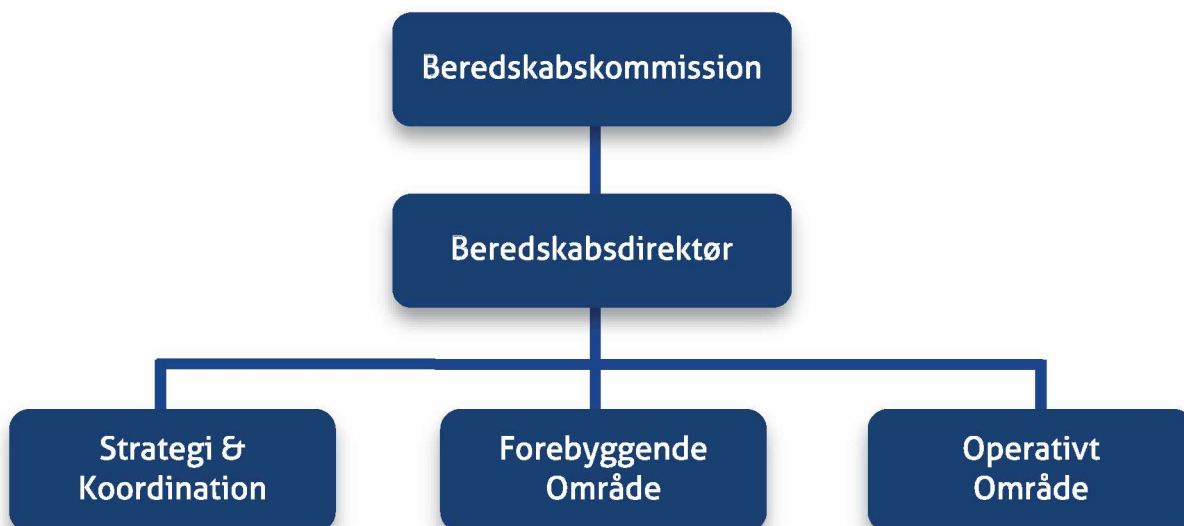 Beredskabskommission
Beredskabsdirektør
Strategi &
Koordination
Forebyggende
Område
Operativt
Område